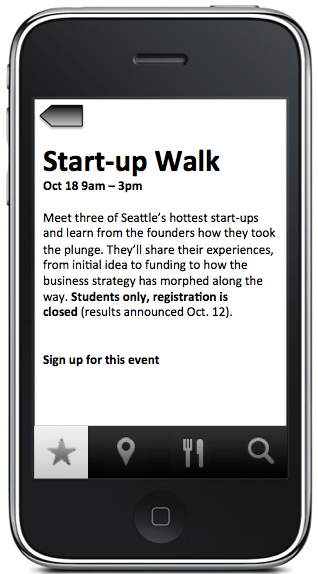 Start-up Walk
Oct 18 9am – 3pm
Meet three of Seattle’s hottest start-ups
and learn from the founders how they took
the plunge. They’ll share their experiences,
from initial idea to funding to how the
business strategy has morphed along the
way. Students only, registration is
closed (results announced Oct. 12).
Sign up for this event